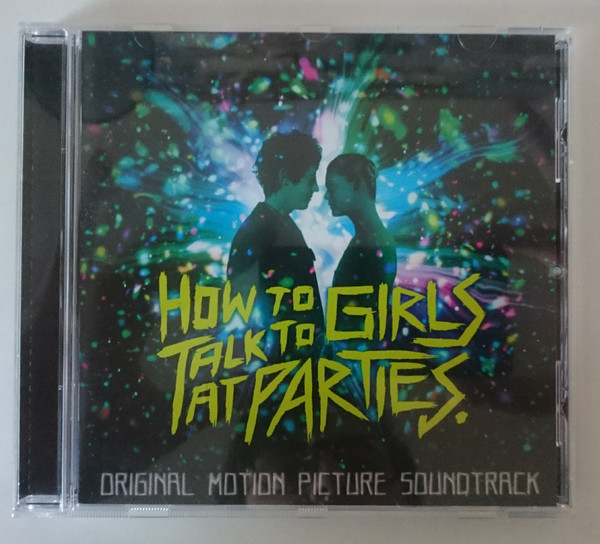 HOW TO GIRLS
TALK TO
AT PARTIES.
ORIGINAL MOTION PICTURE SOUNDTRACK